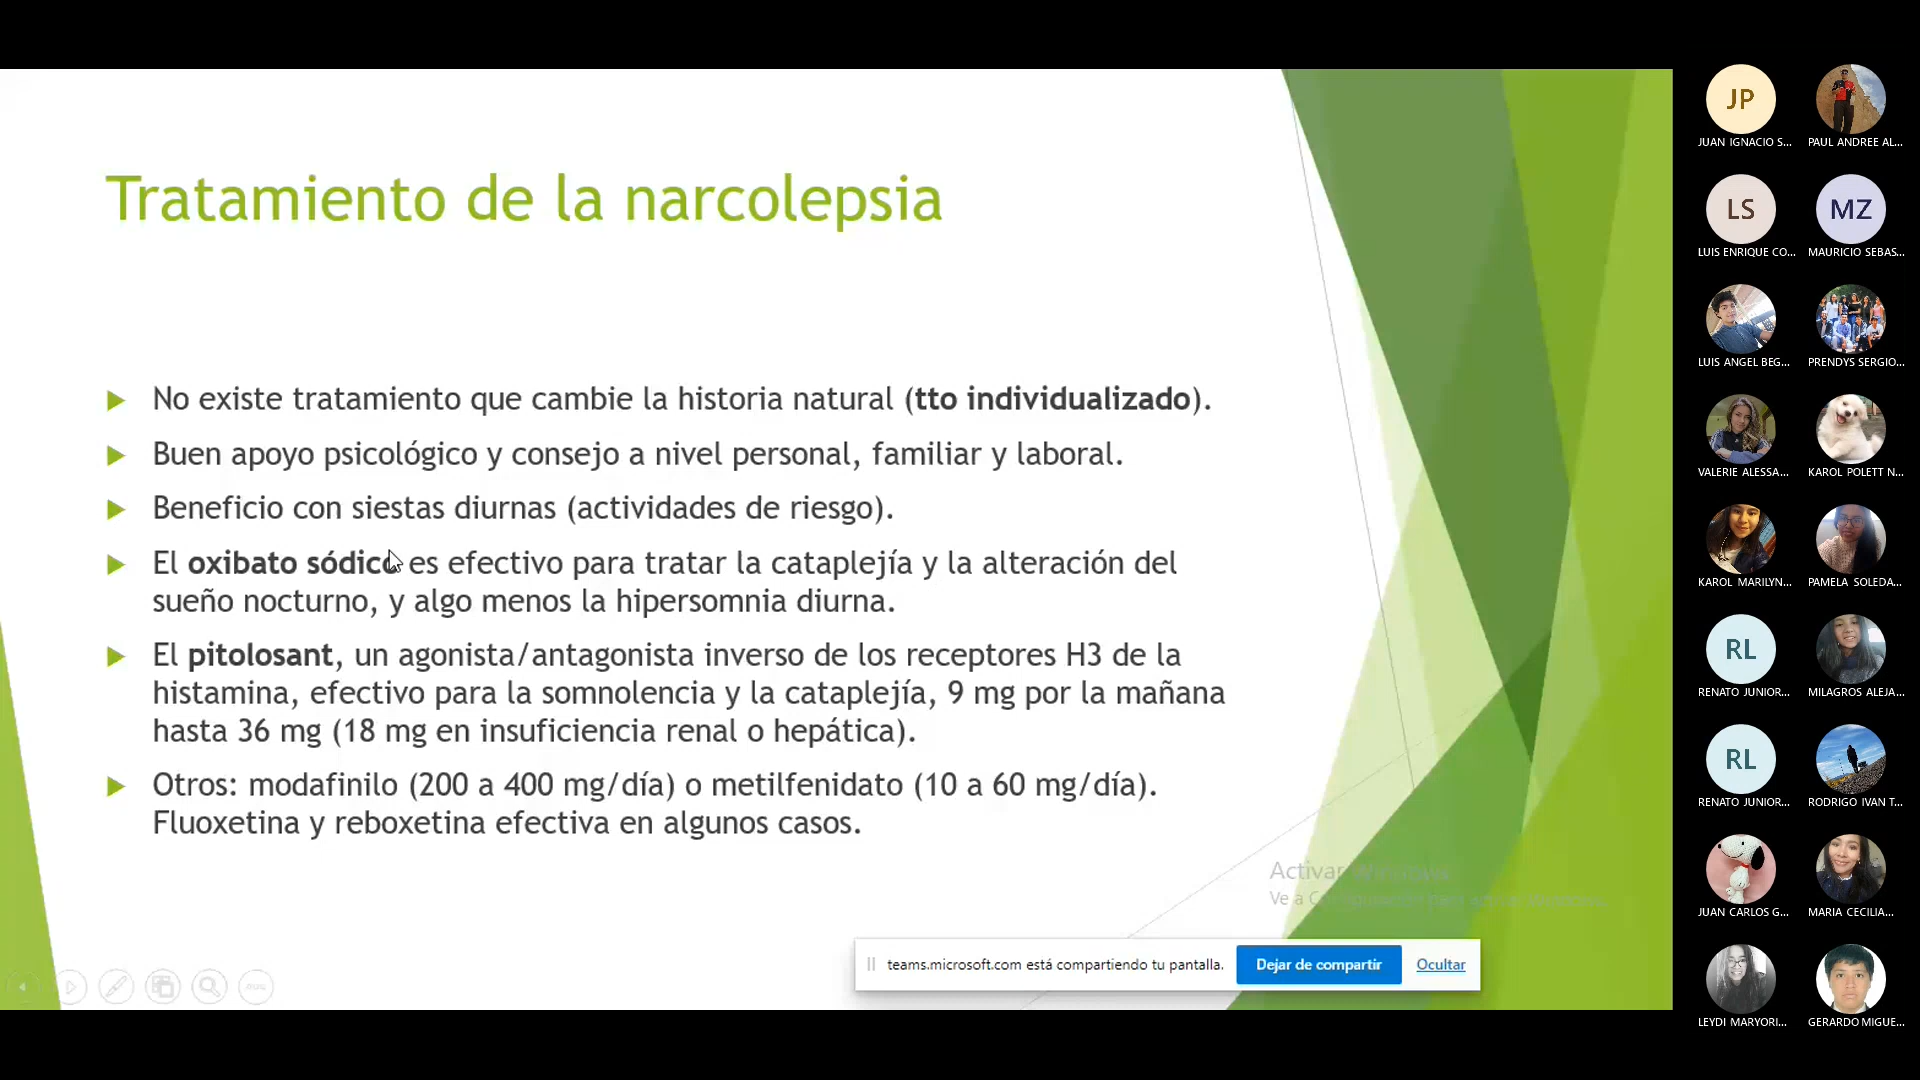 Tratamiento de la narcolepsia
No existe tratamiento que cambie la historia natural (tto individualizado).
Buen apoyo psicológico y consejo a nivel personal, familiar y laboral.
Beneficio con siestas diurnas (actividades de riesgo).
El oxibato sódico es efectivo para tratar la cataplejía y la alteración del
sueño nocturno, y algo menos la hipersomnia diurna.
El pitolosant, un agonista/antagonista inverso de los receptores H3 de la
histamina, efectivo para la somnolencia y la cataplejía, 9 mg por la mañana
hasta 36 mg (18 mg en insuficiencia renal o hepática).
Otros: modafinilo (200 a 400 mg/día) o metilfenidato (10 a 60 mg/día).
Fluoxetina y reboxetina efectiva en algunos casos.
Activar Windows
Ve a Configuración para activar Windows.
teams.microsoft.com está compartiendo tu pantalla.
Dejar de compartir
Ocultar
JP
JUAN IGNACIO S...
PAUL ANDREE AL...
LS
LUIS ENRIQUE CO...
MZ
MAURICIO SEBAS...
LUIS ANGEL BEG...
PRENDYS SERGIO...
VALERIE ALESSA...
KAROL POLETT N...
KAROL MARILYN...
PAMELA SOLEDA...
RL
RENATO JUNIOR...
MILAGROS ALEJA...
RL
RENATO JUNIOR...
RODRIGO IVAN T...
JUAN CARLOS G...
MARIA CECILIA...
LEYDI MARYORI...
GERARDO MIGUE...